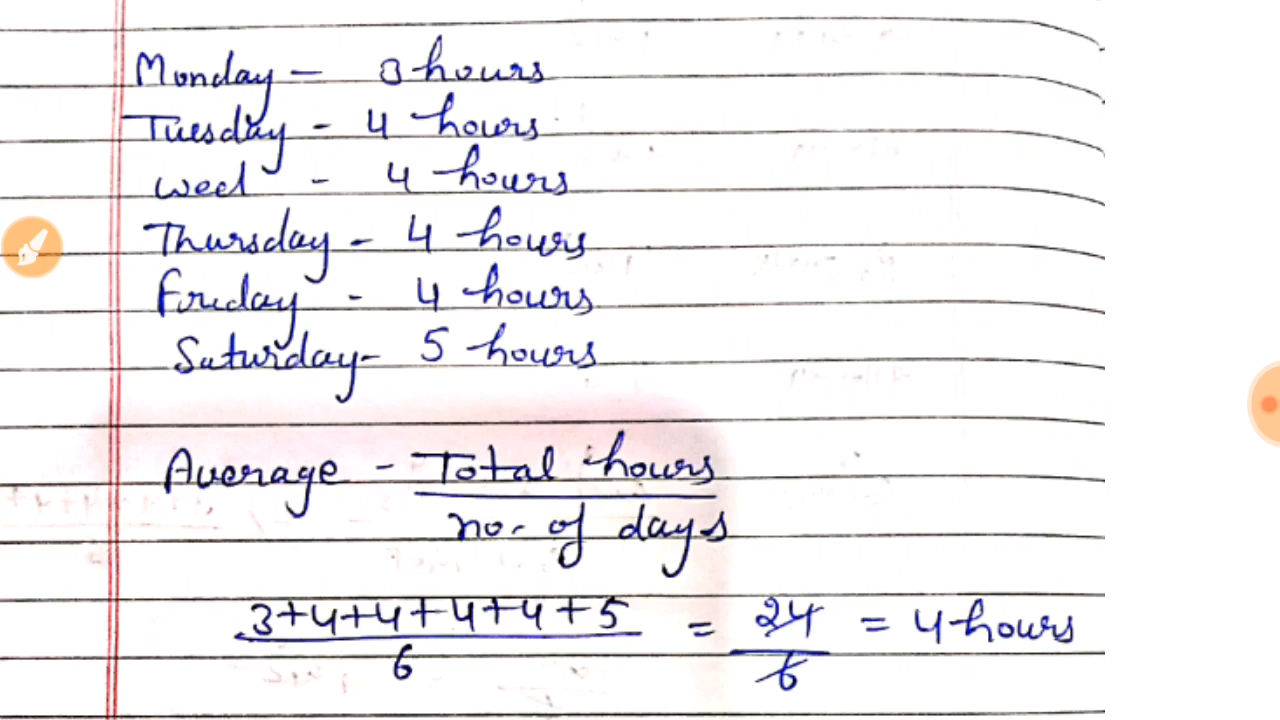 Monday - 3 hours
Tuesday - 4 hours
wed - 4 hours
Thursday - 4 hours
Friday - 4 hours
Saturday - 5 hours
Average - Total hours
no. of days
3+4+4+4+4+5 = 24 = 4 hours
6 6